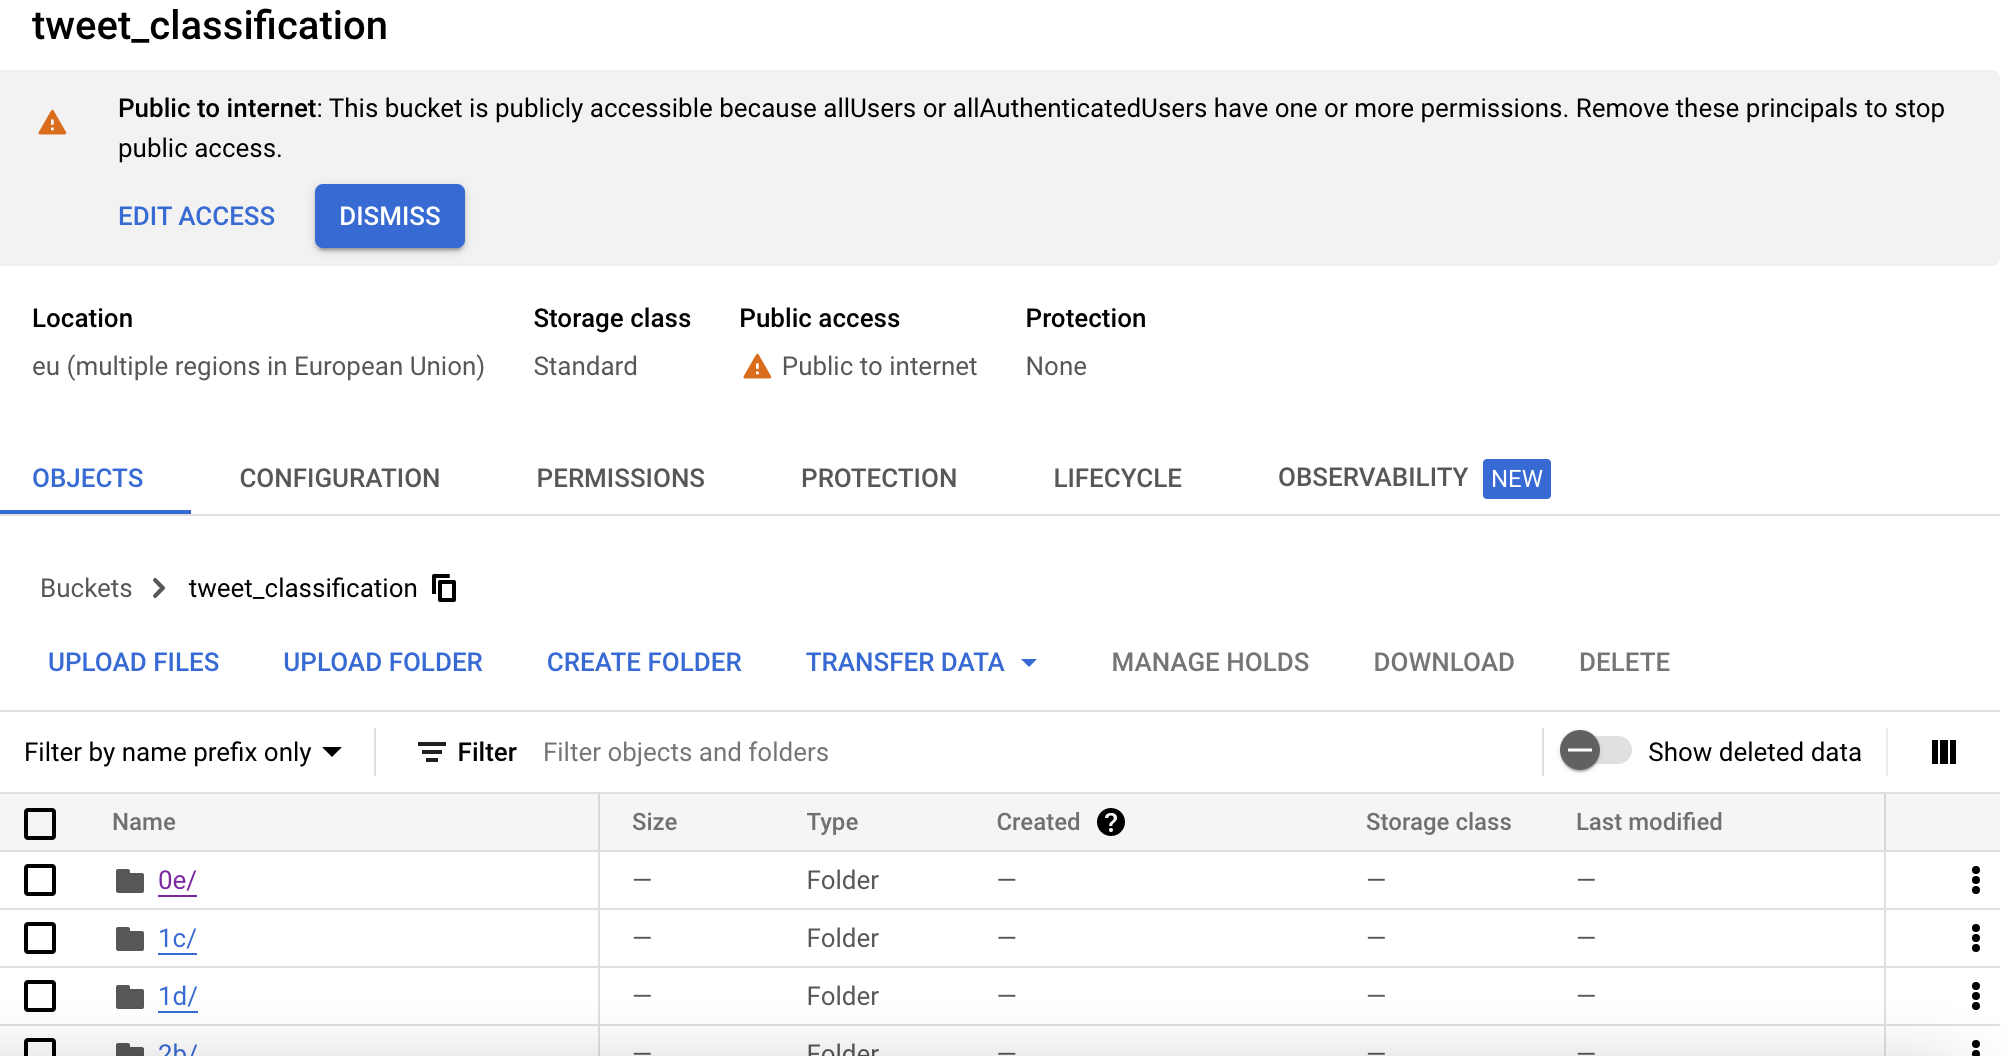 tweet_classification
Public to internet: This bucket is publicly accessible because allUsers or allAuthenticatedUsers have one or more permissions. Remove these principals to stop
public access.
EDIT ACCESS DISMISS
Location Storage class Public access Protection
eu (multiple regions in European Union) Standard Public to internet None
OBJECTS CONFIGURATION PERMISSIONS PROTECTION LIFECYCLE OBSERVABILITY NEW
Buckets > tweet_classification
UPLOAD FILES UPLOAD FOLDER CREATE FOLDER TRANSFER DATA MANAGE HOLDS DOWNLOAD DELETE
Filter by name prefix only Filter Filter objects and folders Show deleted data
Name Size Type Created ? Storage class Last modified
0e/ — Folder — — —
1c/ — Folder — — —
1d/ — Folder — — —
2b/ — Folder — — —